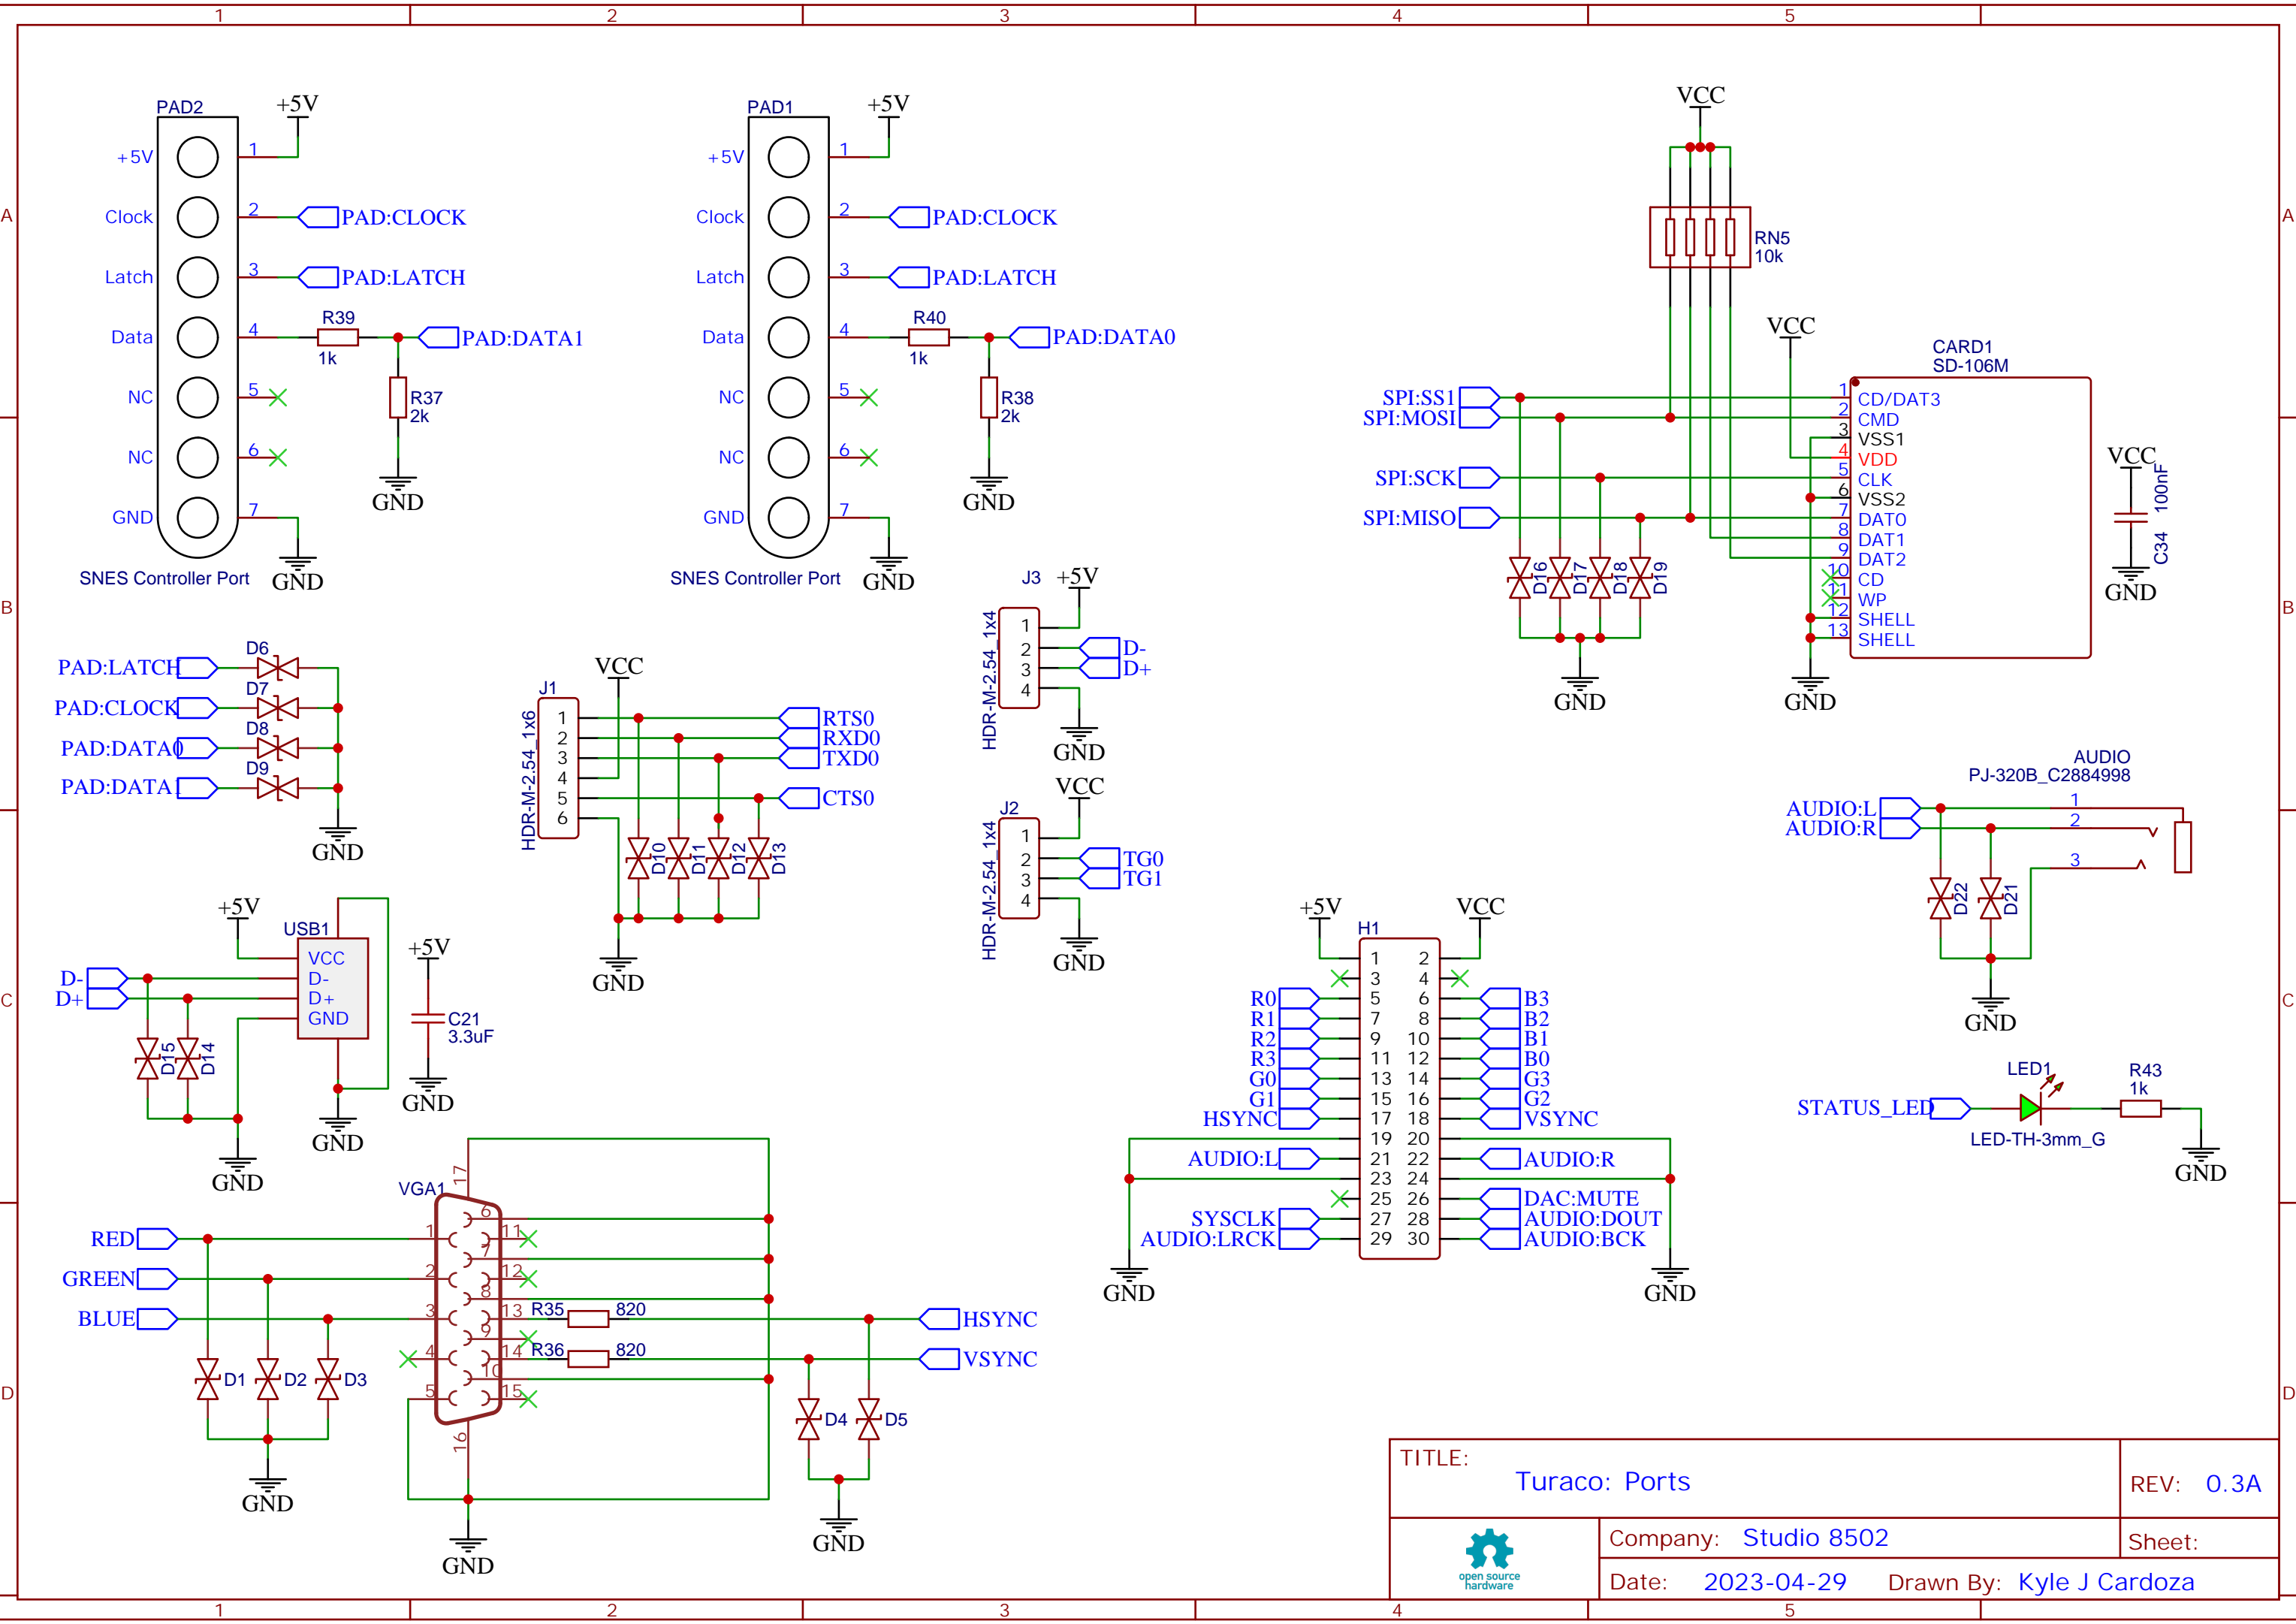 1 2 3 4 5
A
B
C
D
A
B
C
D
PAD2
+5V
+5V 1
Clock 2 PAD:CLOCK
Latch 3 PAD:LATCH
Data 4 R39 1k PAD:DATA1
NC 5 R37 2k
NC 6 GND
GND 7
SNES Controller Port GND
PAD1
+5V
+5V 1
Clock 2 PAD:CLOCK
Latch 3 PAD:LATCH
Data 4 R40 1k PAD:DATA0
NC 5 R38 2k
NC 6 GND
GND 7
SNES Controller Port GND
VCC
RN5
10k
VCC
CARD1
SD-106M
SPI:SS1
SPI:MOSI
SPI:SCK
SPI:MISO
1 CD/DAT3
2 CMD
3 VSS1
4 VDD
5 CLK
6 VSS2
7 DAT0
8 DAT1
9 DAT2
10 CD
11 WP
12 SHELL
13 SHELL
D16 D17 D18 D19
GND
GND
VCC
C34 100nF
GND
PAD:LATCH D6
PAD:CLOCK D7
PAD:DATA0 D8
PAD:DATA1 D9
GND
VCC
J1
HDR-M-2.54_1x6
1 RTS0
2 RXD0
3 TXD0
4
5 CTS0
6
D10 D11 D12 D13
GND
J3 +5V
HDR-M-2.54_1x4
1
2 D-
3 D+
4
GND
VCC
J2
HDR-M-2.54_1x4
1
2 TG0
3 TG1
4
GND
AUDIO
PJ-320B_C2884998
AUDIO:L 1
AUDIO:R 2
3
D22 D21
GND
+5V
USB1
VCC
D- D-
D+ D+
GND
D15 D14
GND
GND
+5V
C21
3.3uF
GND
+5V VCC
H1
1 2
3 4
R0 5 6 B3
R1 7 8 B2
R2 9 10 B1
R3 11 12 B0
G0 13 14 G3
G1 15 16 G2
HSYNC 17 18 VSYNC
19 20
AUDIO:L 21 22 AUDIO:R
23 24
25 26 DAC:MUTE
SYSCLK 27 28 AUDIO:DOUT
AUDIO:LRCK 29 30 AUDIO:BCK
GND GND
STATUS_LED LED1 R43
1k
LED-TH-3mm_G
GND
VGA1
17
6
RED 1 11
7
GREEN 2 12
8
BLUE 3 13 R35 820 HSYNC
9
4 14 R36 820 VSYNC
10
5 15
16
D1 D2 D3
GND
D4 D5
GND
GND
TITLE:
Turaco: Ports
REV: 0.3A
open source
hardware
Company: Studio 8502
Sheet:
Date: 2023-04-29 Drawn By: Kyle J Cardoza
1 2 3 4 5